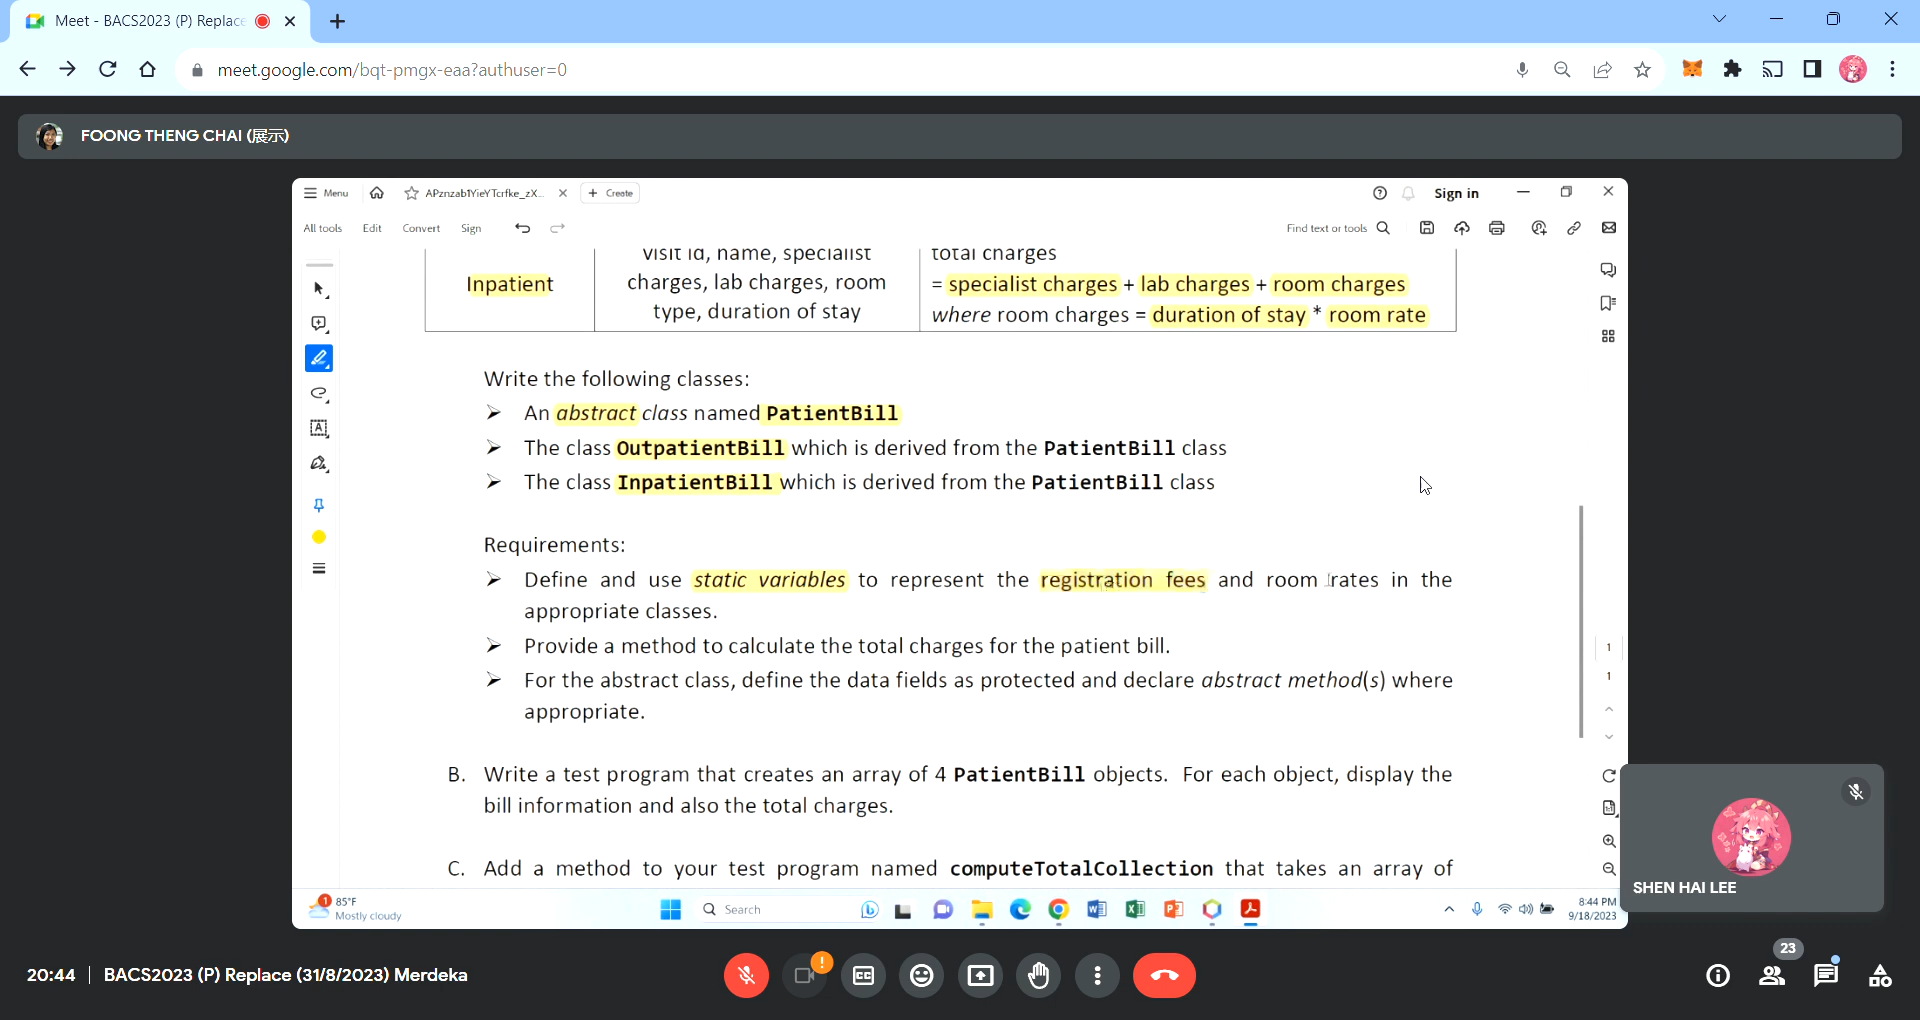 Meet - BACS2023 (P) Replace
meet.google.com/bqt-pmgx-eaa?authuser=0
FOONG THENG CHAI (展示)
Menu
APznzab1YieYTcrfke_zX...
+ Create
Sign in
All tools
Edit
Convert
Sign
Find text or tools
Inpatient
visit id, name, specialist
charges, lab charges, room
type, duration of stay
total charges
= specialist charges + lab charges + room charges
where room charges = duration of stay * room rate
Write the following classes:
➢ An abstract class named PatientBill
➢ The class OutpatientBill which is derived from the PatientBill class
➢ The class InpatientBill which is derived from the PatientBill class
Requirements:
➢ Define and use static variables to represent the registration fees and room rates in the
appropriate classes.
➢ Provide a method to calculate the total charges for the patient bill.
➢ For the abstract class, define the data fields as protected and declare abstract method(s) where
appropriate.
B. Write a test program that creates an array of 4 PatientBill objects. For each object, display the
bill information and also the total charges.
C. Add a method to your test program named computeTotalCollection that takes an array of
1
1
SHEN HAI LEE
1
85°F
Mostly cloudy
Search
8:44 PM
9/18/2023
20:44 | BACS2023 (P) Replace (31/8/2023) Merdeka
23